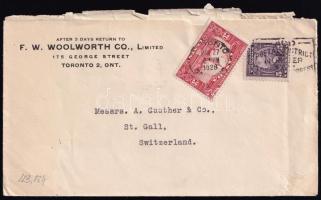 AFTER 5 DAYS RETURN TO
F. W. WOOLWORTH CO., LIMITED
175 GEORGE STREET
TORONTO 2, ONT.
1928
Messrs. A. Gauther & Co.,
St. Gall,
Switzerland.